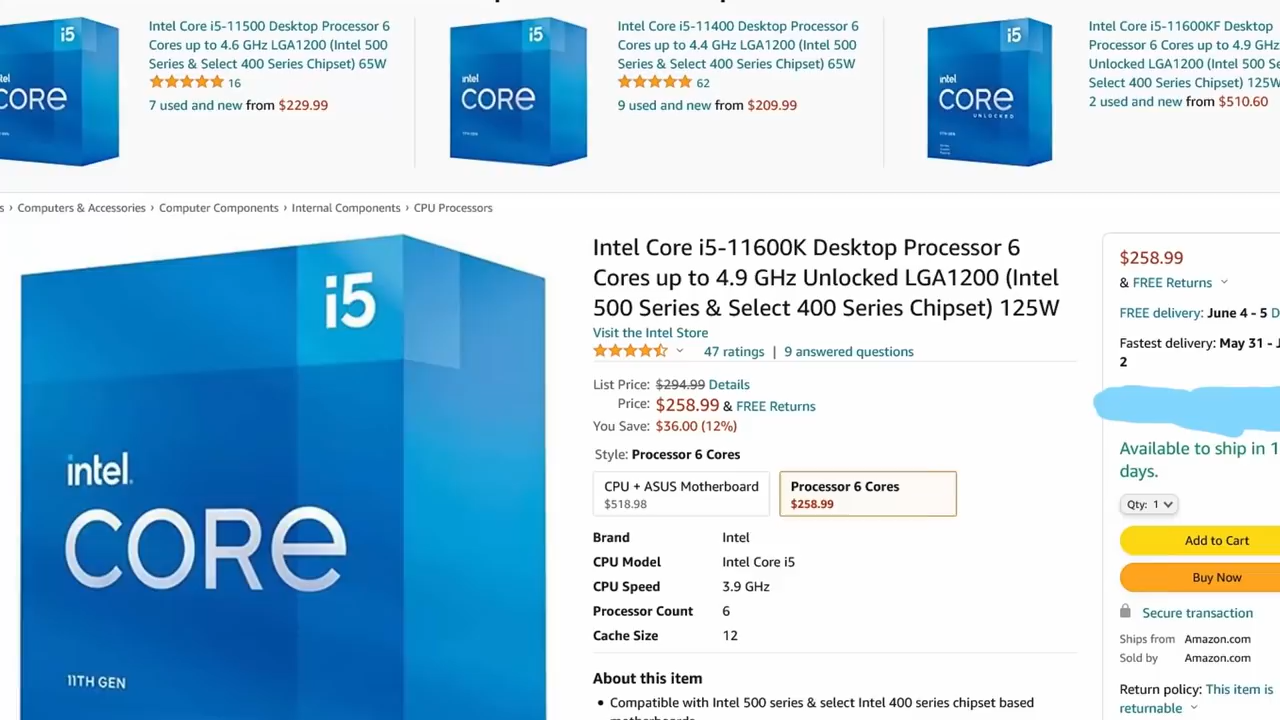 i5
intel
CORE
Intel Core i5-11500 Desktop Processor 6
Cores up to 4.6 GHz LGA1200 (Intel 500
Series & Select 400 Series Chipset) 65W
16
7 used and new from $229.99
i5
intel
CORE
Intel Core i5-11400 Desktop Processor 6
Cores up to 4.4 GHz LGA1200 (Intel 500
Series & Select 400 Series Chipset) 65W
62
9 used and new from $209.99
i5
intel
CORE
UNLOCKED
Intel Core i5-11600KF Desktop
Processor 6 Cores up to 4.9 GHz
Unlocked LGA1200 (Intel 500 Se
Select 400 Series Chipset) 125W
2 used and new from $510.60
s › Computers & Accessories › Computer Components › Internal Components › CPU Processors
i5
intel.
CORE
11TH GEN
Intel Core i5-11600K Desktop Processor 6
Cores up to 4.9 GHz Unlocked LGA1200 (Intel
500 Series & Select 400 Series Chipset) 125W
Visit the Intel Store
47 ratings | 9 answered questions
List Price: $294.99 Details
Price: $258.99 & FREE Returns
You Save: $36.00 (12%)
Style: Processor 6 Cores
CPU + ASUS Motherboard
$518.98
Processor 6 Cores
$258.99
Brand Intel
CPU Model Intel Core i5
CPU Speed 3.9 GHz
Processor Count 6
Cache Size 12
About this item
• Compatible with Intel 500 series & select Intel 400 series chipset based
$258.99
& FREE Returns
FREE delivery: June 4 - 5 D
Fastest delivery: May 31 - J
2
Available to ship in 1
days.
Qty: 1
Add to Cart
Buy Now
Secure transaction
Ships from Amazon.com
Sold by Amazon.com
Return policy: This item is
returnable